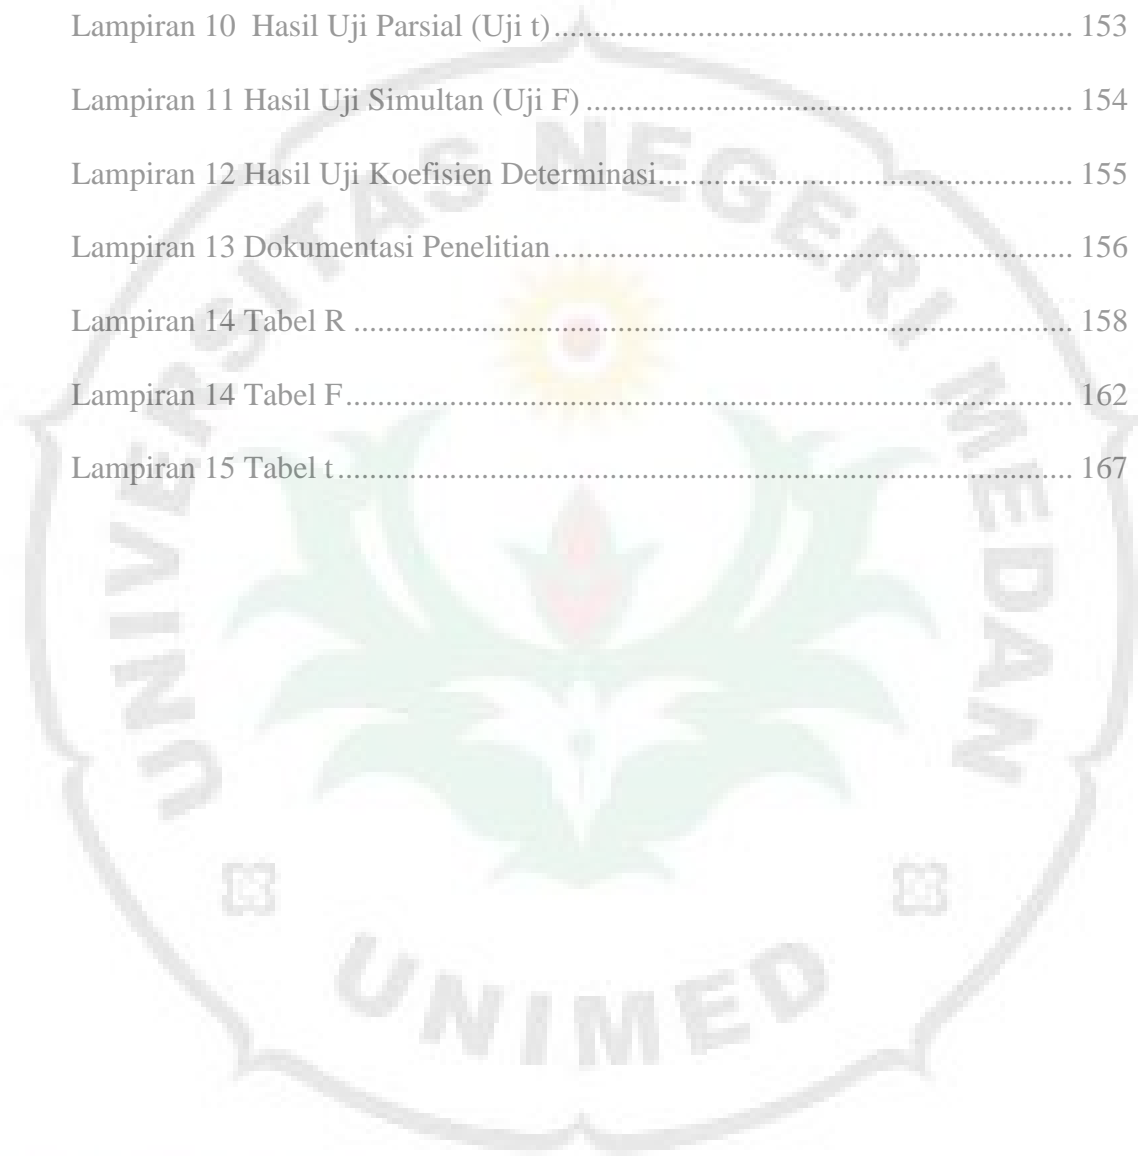 Lampiran 10  Hasil Uji Parsial (Uji t)................................................................... 153
Lampiran 11 Hasil Uji Simultan (Uji F) .............................................................. 154
Lampiran 12 Hasil Uji Koefisien Determinasi..................................................... 155
Lampiran 13 Dokumentasi Penelitian .................................................................. 156
Lampiran 14 Tabel R ............................................................................................ 158
Lampiran 14 Tabel F............................................................................................. 162
Lampiran 15 Tabel t .............................................................................................. 167
UNIVERSITAS NEGERI MEDAN
UNIMED